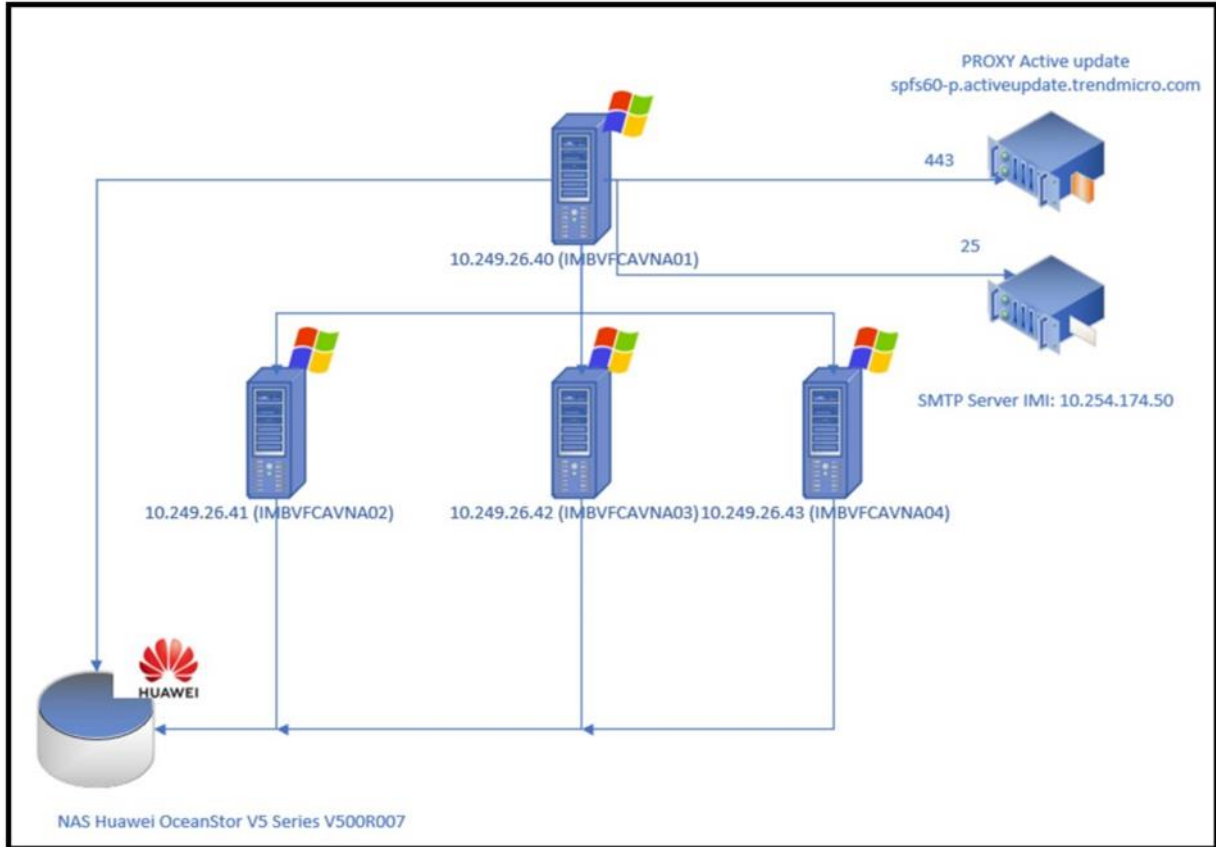 PROXY Active update
spfs60-p.activeupdate.trendmicro.com
443
25
10.249.26.40 (IMBVFCAVNA01)
SMTP Server IMI: 10.254.174.50
10.249.26.41 (IMBVFCAVNA02)
10.249.26.42 (IMBVFCAVNA03)
10.249.26.43 (IMBVFCAVNA04)
HUAWEI
NAS Huawei OceanStor V5 Series V500R007